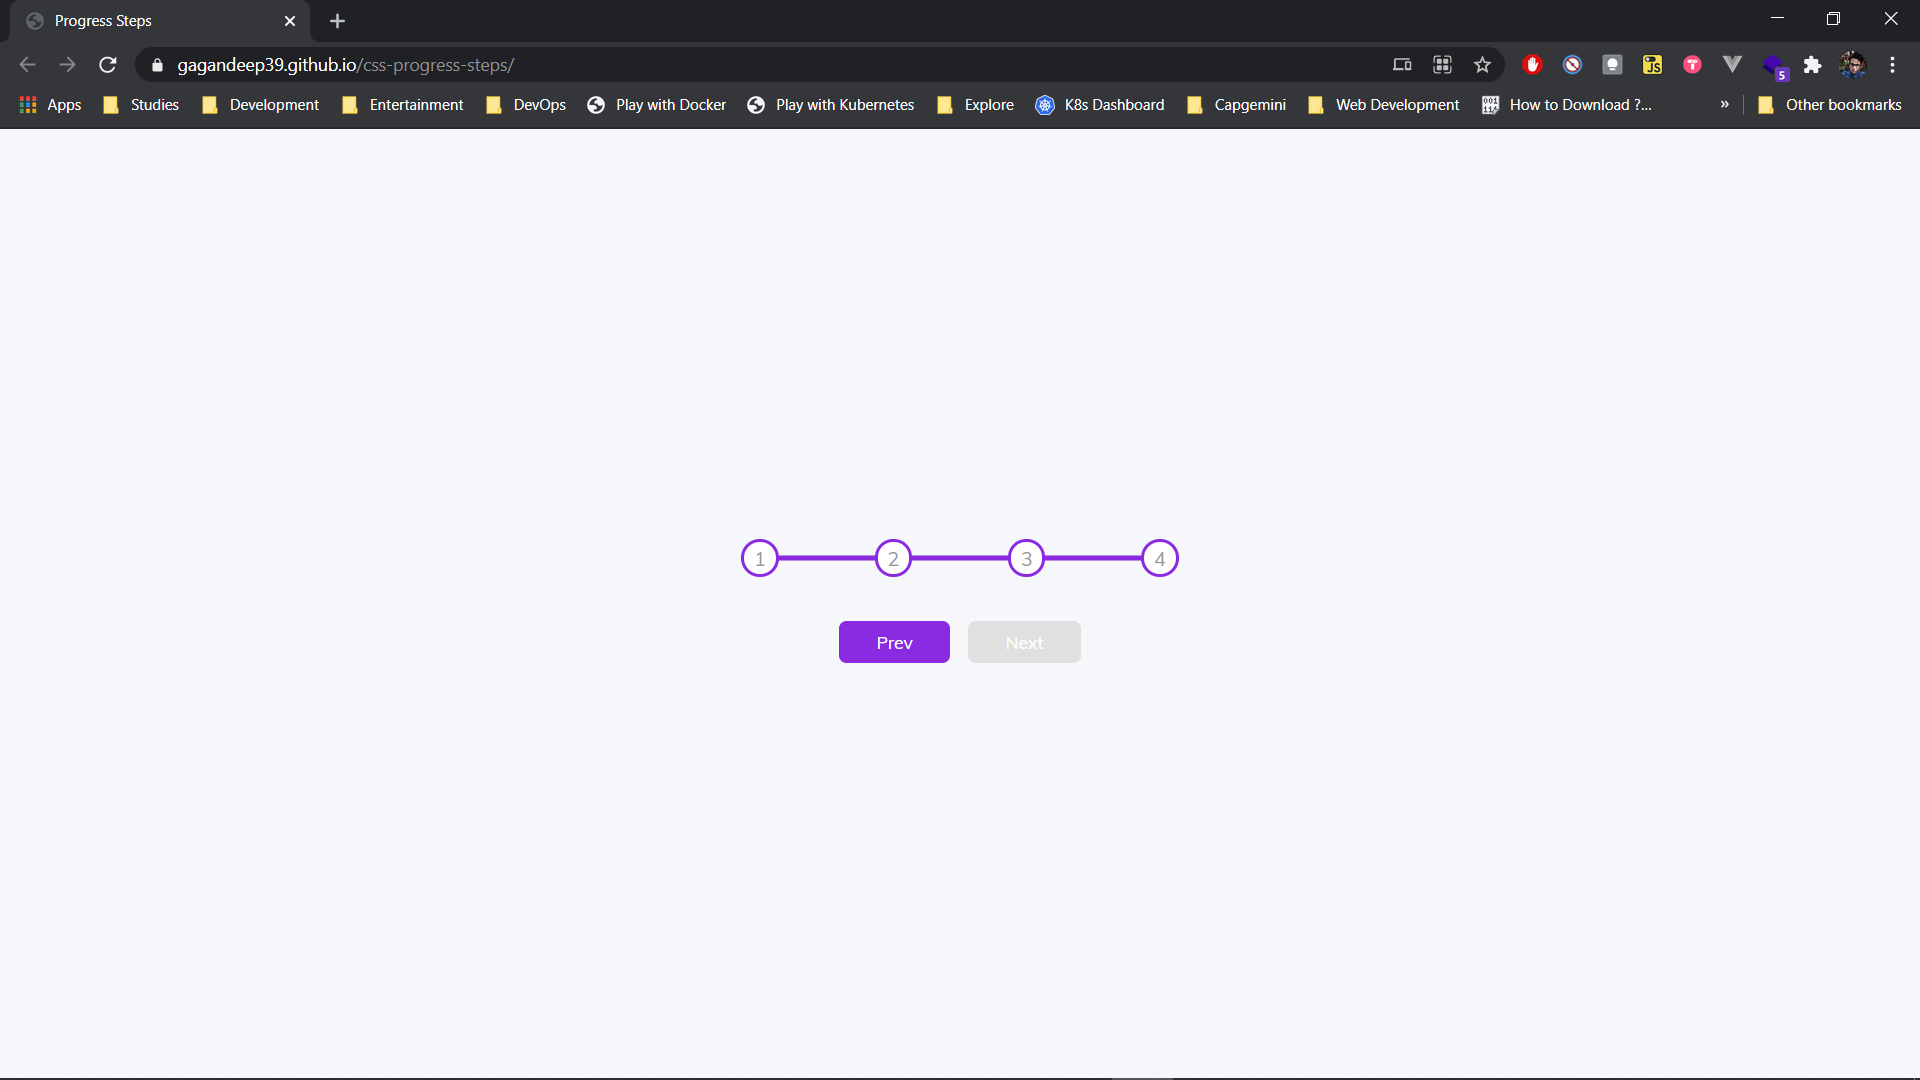 Progress Steps
gagandeep39.github.io/css-progress-steps/
JS T 5
Apps Studies Development Entertainment DevOps Play with Docker Play with Kubernetes Explore K8s Dashboard Capgemini Web Development How to Download ?... » Other bookmarks
1 2 3 4
Prev Next